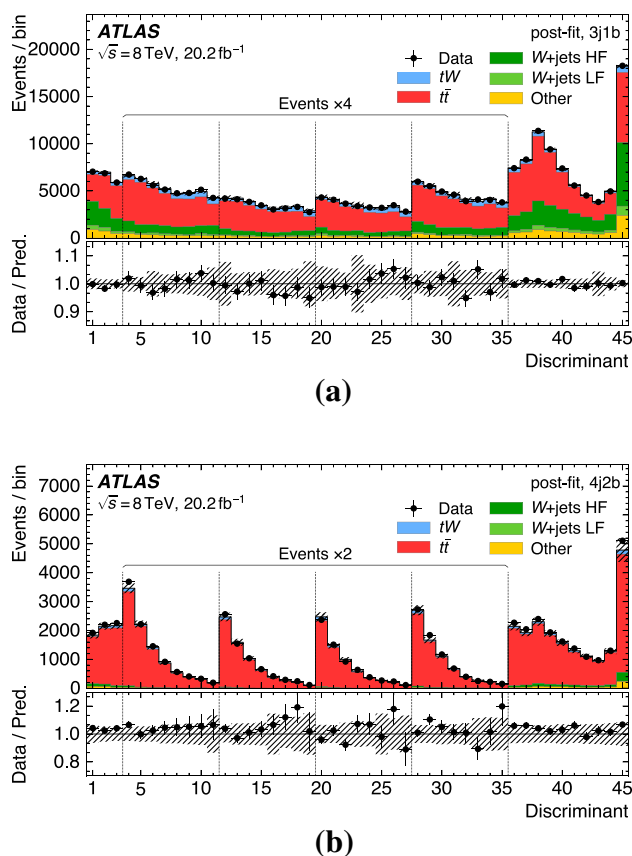 ATLAS
√s = 8 TeV, 20.2 fb⁻¹
post-fit, 3j1b
Data
tW
tt̄
W+jets HF
W+jets LF
Other
Events ×4
Events / bin
20000
15000
10000
5000
0
Data / Pred.
1.1
1.0
0.9
1 5 10 15 20 25 30 35 40 45
Discriminant
(a)
ATLAS
√s = 8 TeV, 20.2 fb⁻¹
post-fit, 4j2b
Data
tW
tt̄
W+jets HF
W+jets LF
Other
Events ×2
Events / bin
7000
6000
5000
4000
3000
2000
1000
0
Data / Pred.
1.2
1.0
0.8
1 5 10 15 20 25 30 35 40 45
Discriminant
(b)